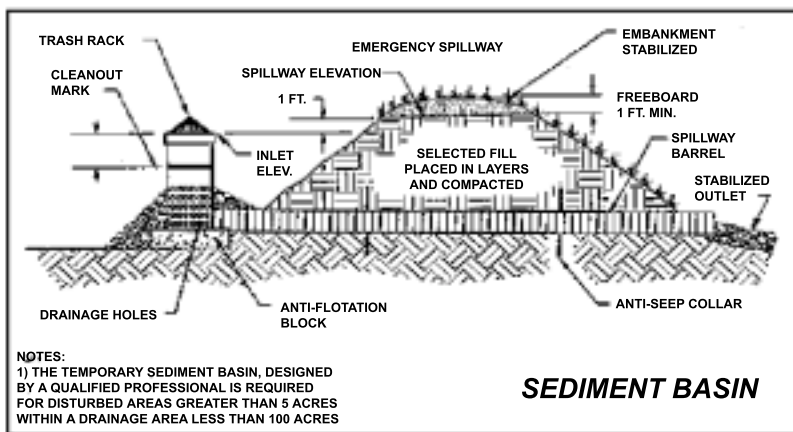 TRASH RACK
CLEANOUT
MARK
EMERGENCY SPILLWAY
SPILLWAY ELEVATION
1 FT.
EMBANKMENT
STABILIZED
FREEBOARD
1 FT. MIN.
INLET
ELEV.
SELECTED FILL
PLACED IN LAYERS
AND COMPACTED
SPILLWAY
BARREL
STABILIZED
OUTLET
DRAINAGE HOLES
ANTI-FLOTATION
BLOCK
ANTI-SEEP COLLAR
NOTES:
1) THE TEMPORARY SEDIMENT BASIN, DESIGNED
BY A QUALIFIED PROFESSIONAL IS REQUIRED
FOR DISTURBED AREAS GREATER THAN 5 ACRES
WITHIN A DRAINAGE AREA LESS THAN 100 ACRES
SEDIMENT BASIN